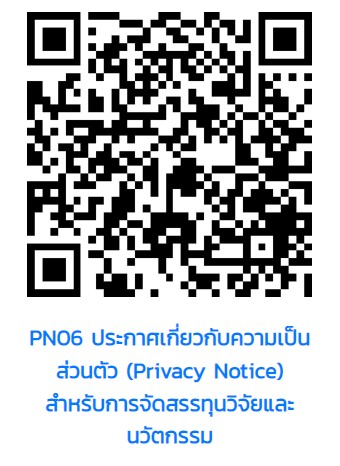 PN06 ประกาศเกี่ยวกับความเป็น
ส่วนตัว (Privacy Notice)
สำหรับการจัดสรรทุนวิจัยและ
นวัตกรรม